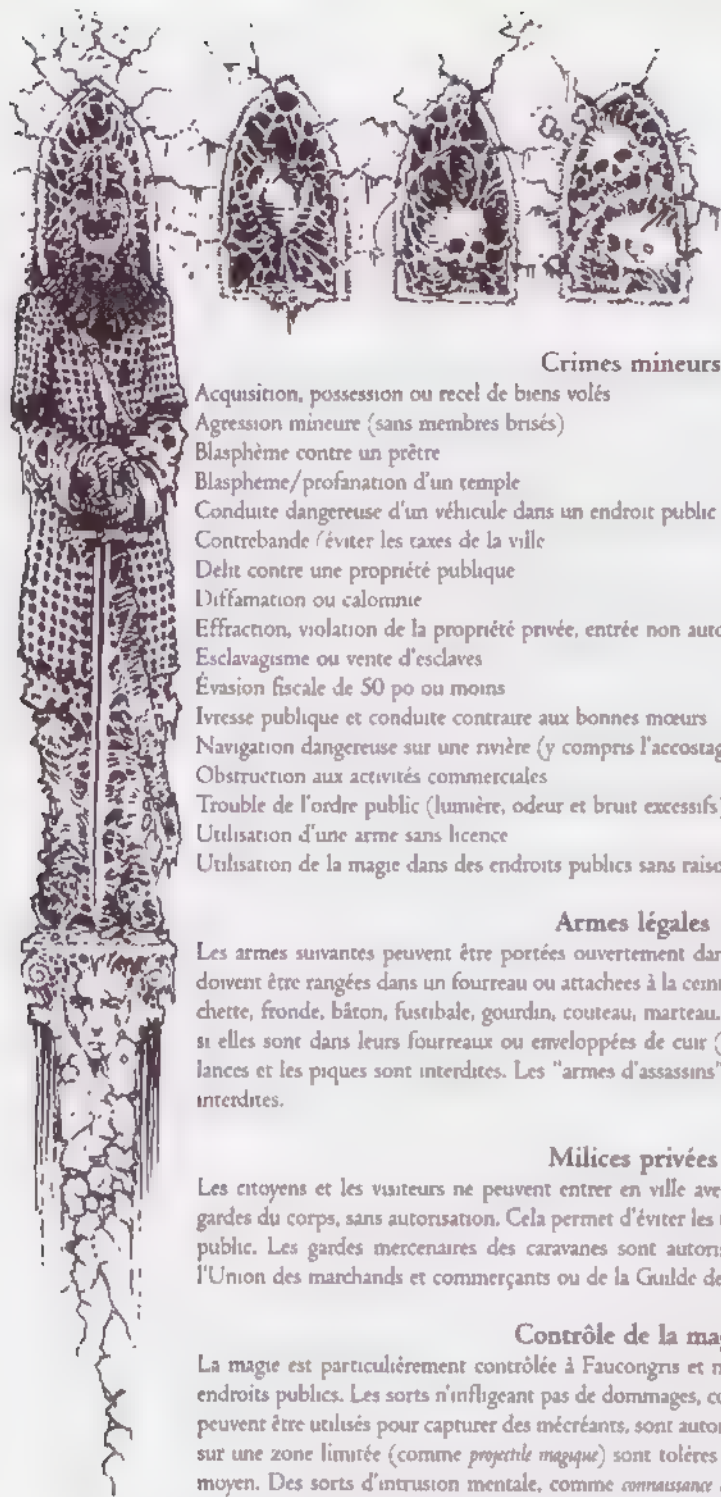 Crimes mineurs
Acquisition, possession ou recel de biens volés
Agression mineure (sans membres brisés)
Blasphème contre un prêtre
Blasphème/profanation d'un temple
Conduite dangereuse d'un véhicule dans un endroit public
Contrebande/éviter les taxes de la ville
Delit contre une propriété publique
Diffamation ou calomnie
Effraction, violation de la propriété privée, entrée non
Esclavagisme ou vente d'esclaves
Évasion fiscale de 50 po ou moins
Ivresse publique et conduite contraire aux bonnes mœurs
Navigation dangereuse sur une rivière (y compris
Obstruction aux activités commerciales
Trouble de l'ordre public (lumière, odeur et bruit excessifs)
Utilisation d'une arme sans licence
Utilisation de la magie dans des endroits publics sans
Armes légales
Les armes suivantes peuvent être portées ouvertement
doivent être rangées dans un fourreau ou attachees à la
chette, fronde, bâton, fustibale, gourdin, couteau, marteau.
si elles sont dans leurs fourreaux ou enveloppées de cuir (
lances et les piques sont interdites. Les "armes d'assassins"
interdites.
Milices privées
Les citoyens et les visiteurs ne peuvent entrer en ville
gardes du corps, sans autorisation. Cela permet d'éviter les
public. Les gardes mercenaires des caravanes sont
l'Union des marchands et commerçants ou de la Guilde
Contrôle de la
La magie est particulièrement contrôlée à Faucongris et
endroits publics. Les sorts n'infligeant pas de dommages,
peuvent être utilisés pour capturer des mécréants, sont
sur une zone limitée (comme projectile magique) sont tolères
moyen. Des sorts d'intrusion mentale, comme connaissance